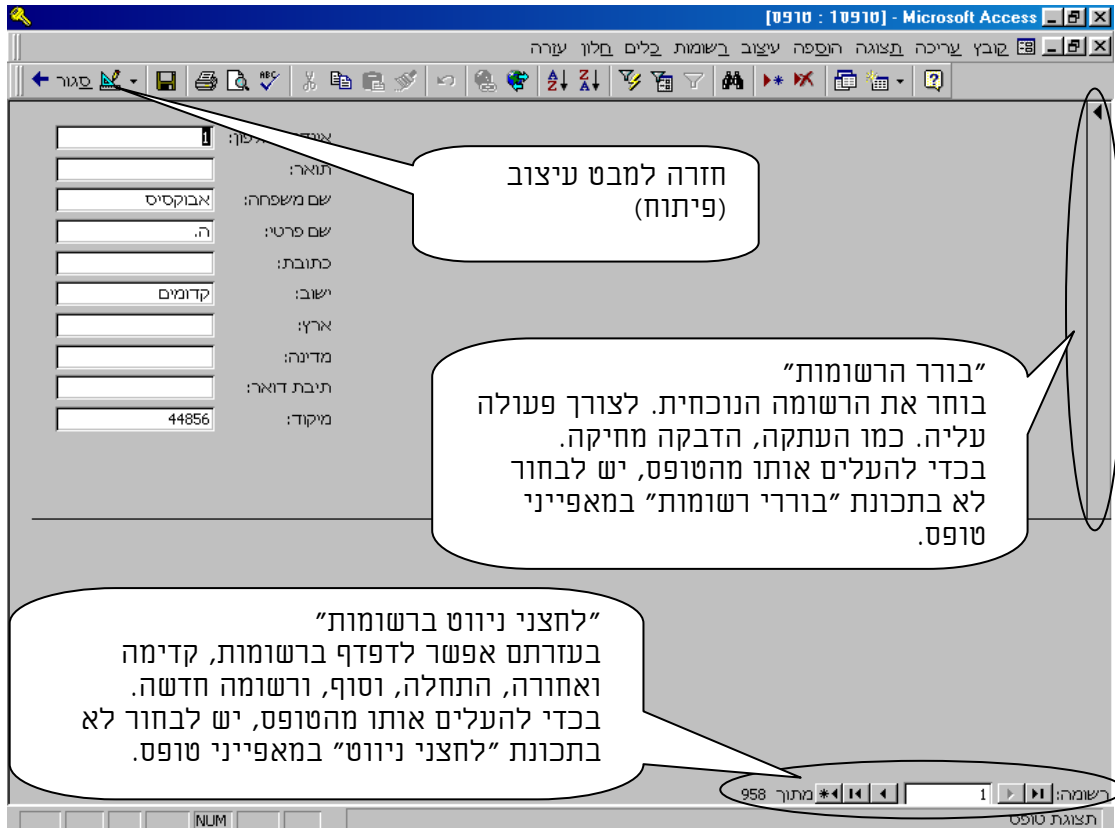 [טופס1 : טופס] - Microsoft Access
קובץ עריכה תצוגה הוספה עיצוב רשומות כלים חלון עזרה
סגור
תואר:
שם משפחה: אבוקסיס
שם פרטי: ה.
כתובת:
ישוב: קדומים
ארץ:
מדינה:
תיבת דואר:
מיקוד: 44856
חזרה למבט עיצוב
(פיתוח)
"בורר הרשומות"
בוחר את הרשומה הנוכחית. לצורך פעולה
עליה. כמו העתקה, הדבקה מחיקה.
בכדי להעלים אותו מהטופס, יש לבחור
לא בתכונת "בוררי רשומות" במאפייני
טופס.
"לחצני ניווט ברשומות"
בעזרתם אפשר לדפדף ברשומות, קדימה
ואחורה, התחלה, וסוף, ורשומה חדשה.
בכדי להעלים אותו מהטופס, יש לבחור לא
בתכונת "לחצני ניווט" במאפייני טופס.
רשומה: 1 מתוך 958
תצוגת טופס
NUM